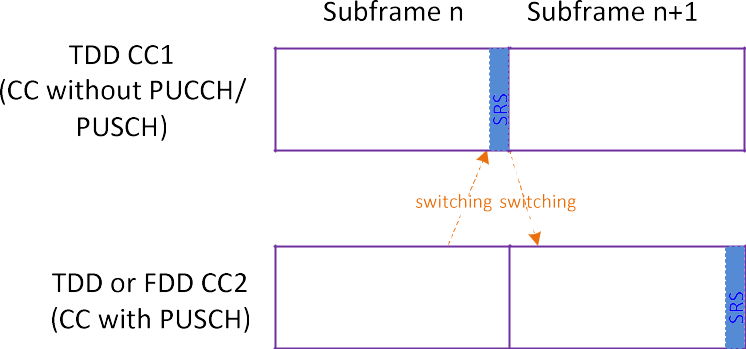 Subframe n Subframe n+1
TDD CC1
(CC without PUCCH/
PUSCH)
SRS
switching switching
TDD or FDD CC2
(CC with PUSCH)
SRS